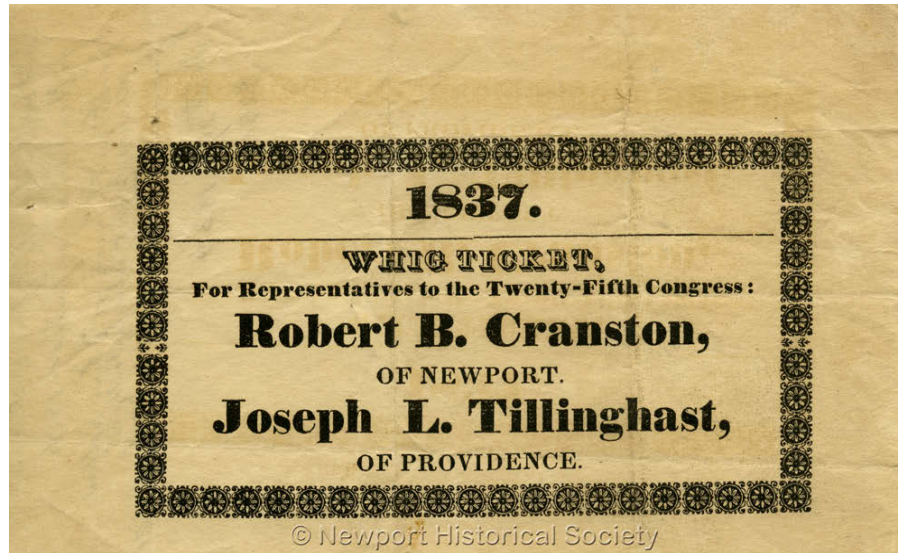 1837.
WHIG TICKET.
For Representatives to the Twenty-Fifth Congress:
Robert B. Cranston,
OF NEWPORT.
Joseph L. Tillinghast,
OF PROVIDENCE.
© Newport Historical Society